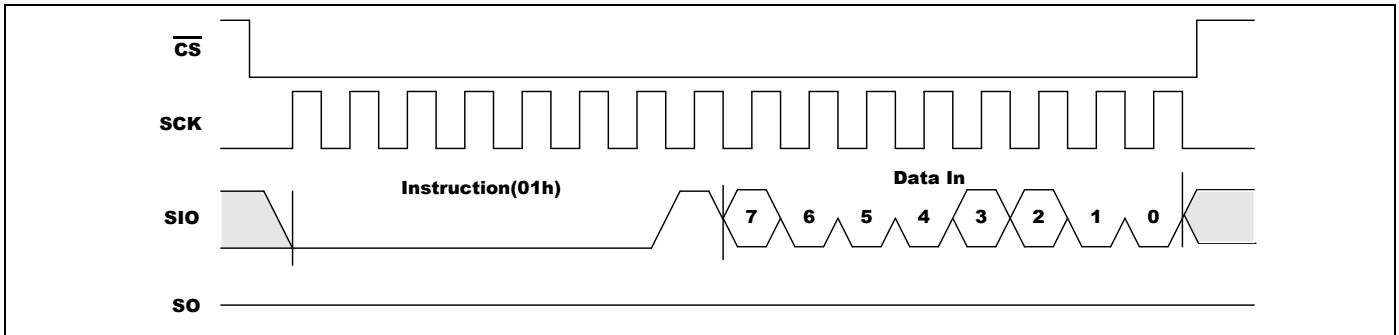 CS
SCK
Instruction(01h)
Data In
SIO
7 6 5 4 3 2 1 0
SO